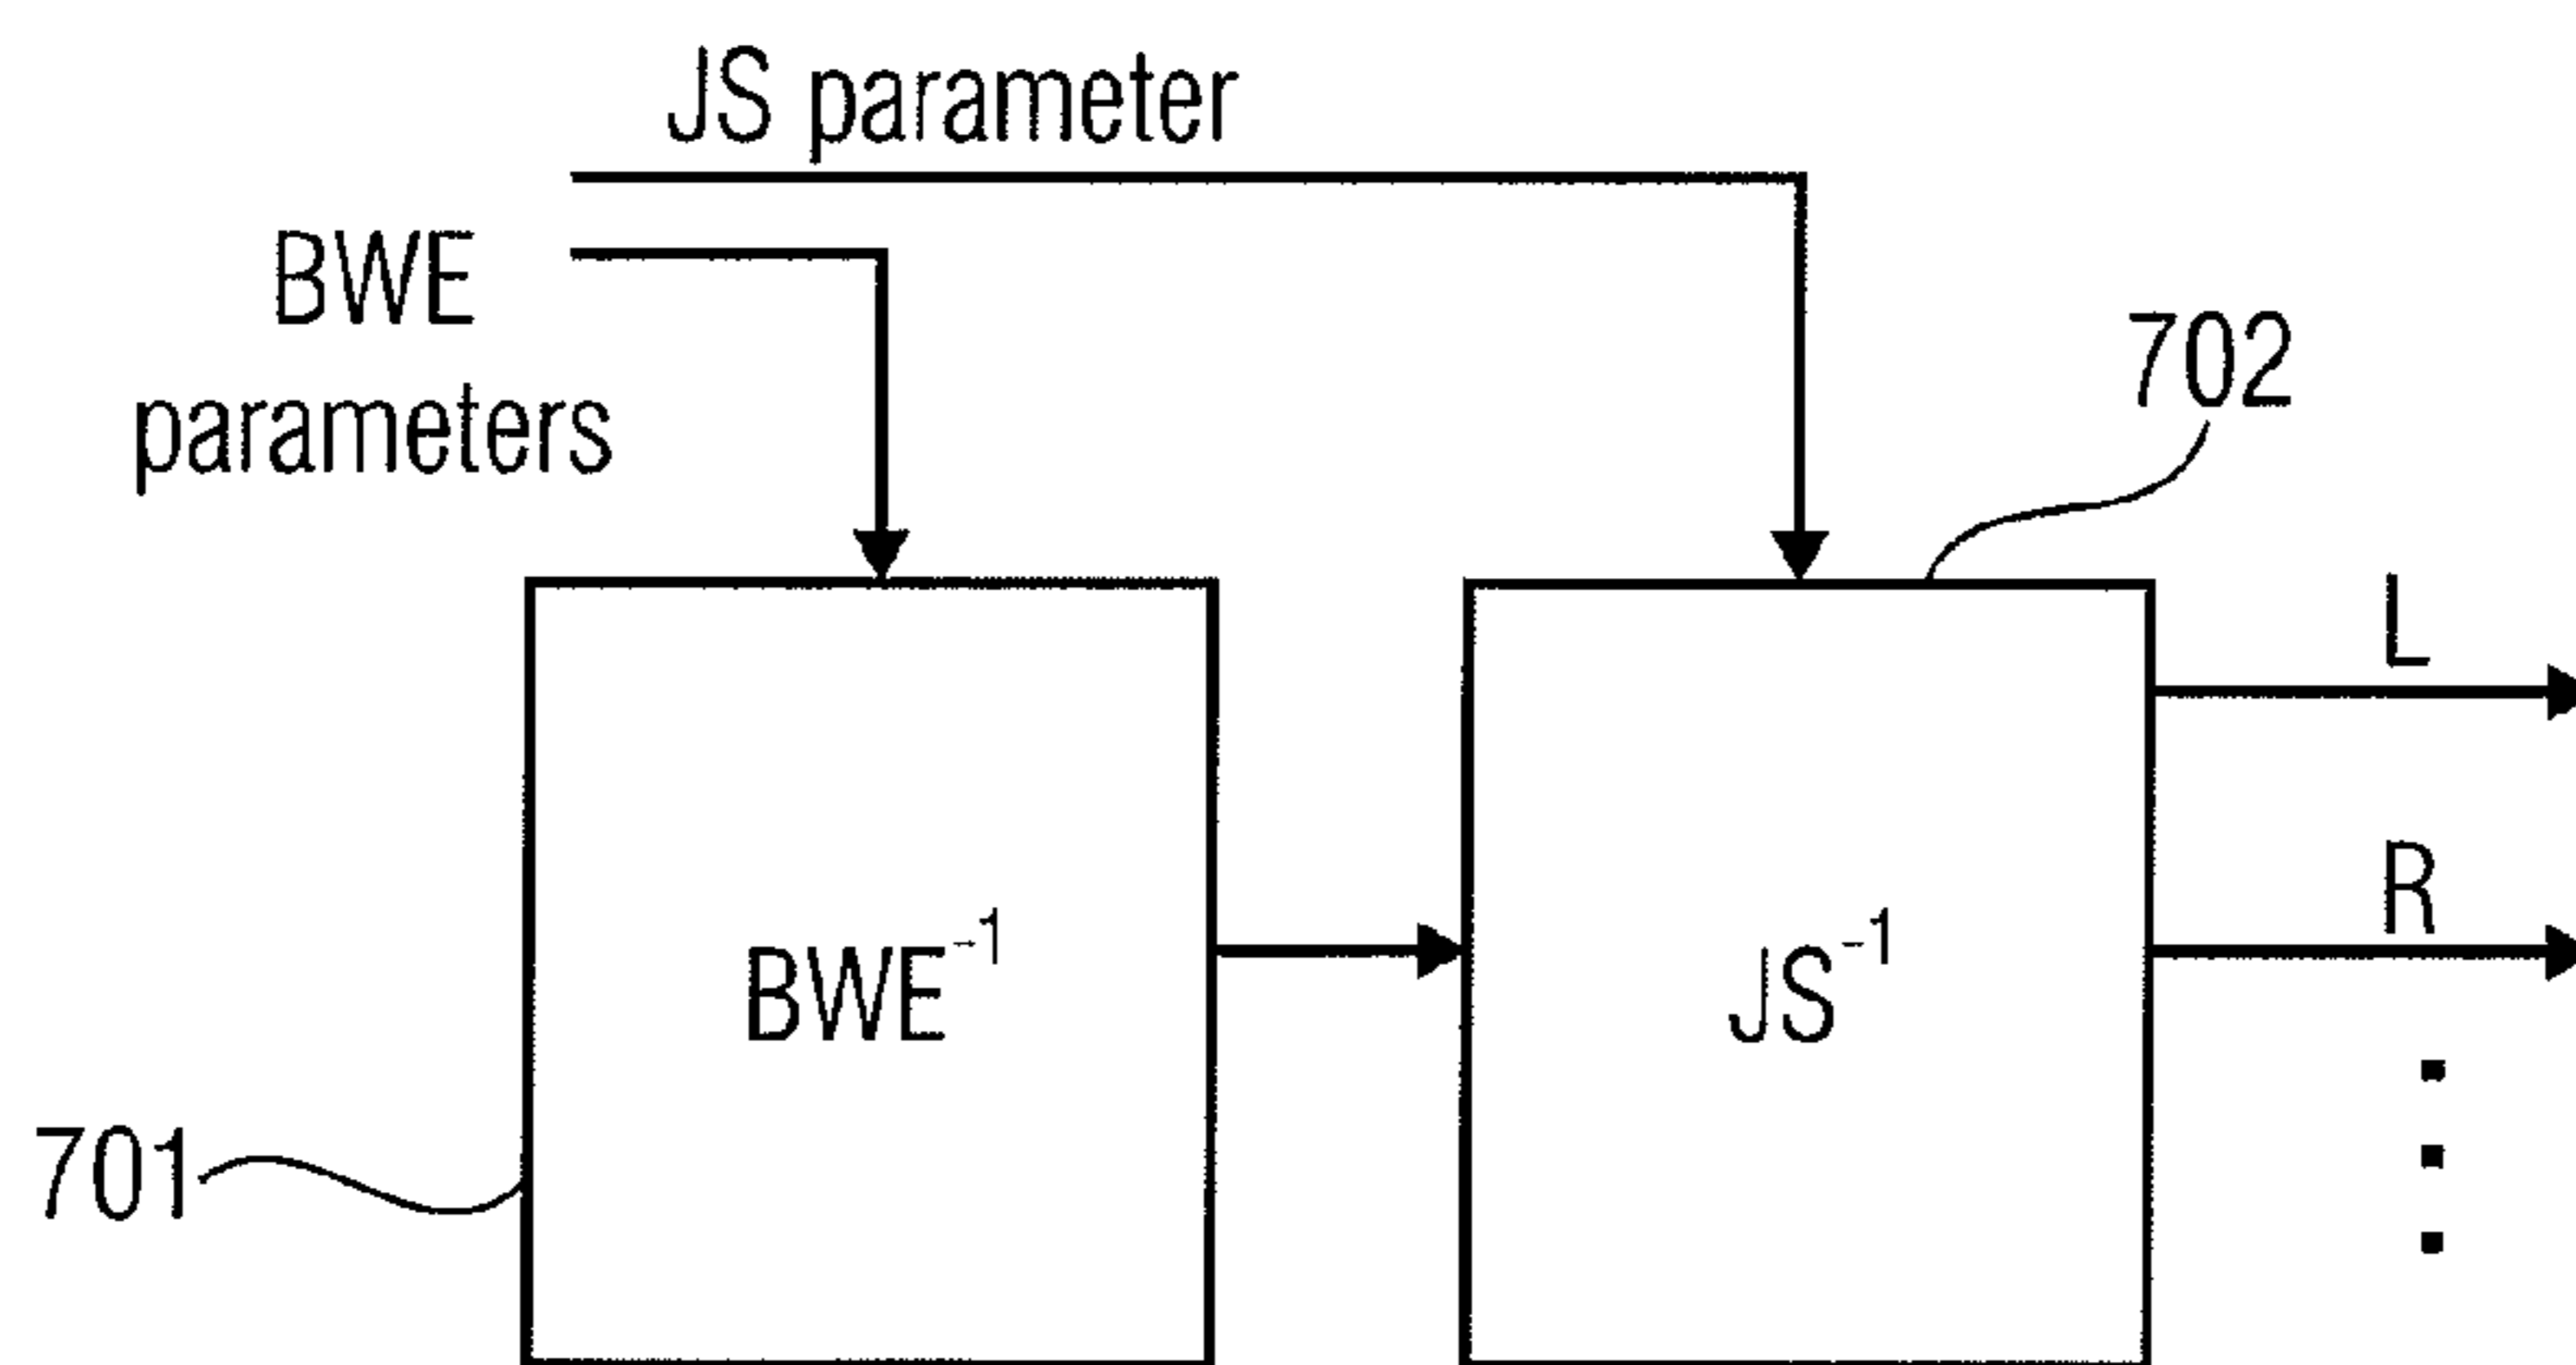 JS parameter
BWE
parameters
702
L
R
BWE⁻¹
JS⁻¹
701